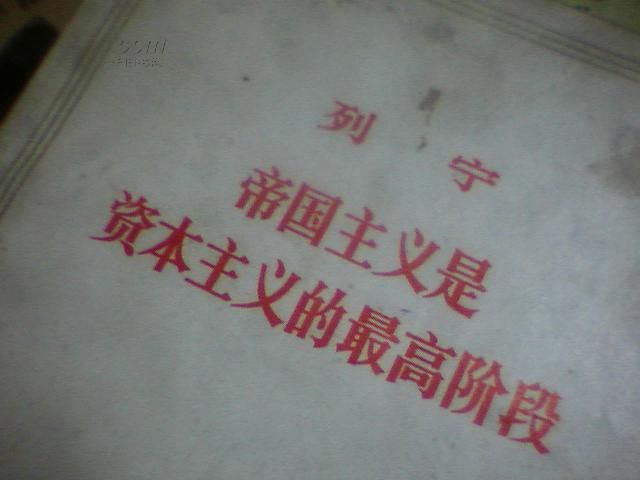 列 宁
帝国主义是
资本主义的最高阶段